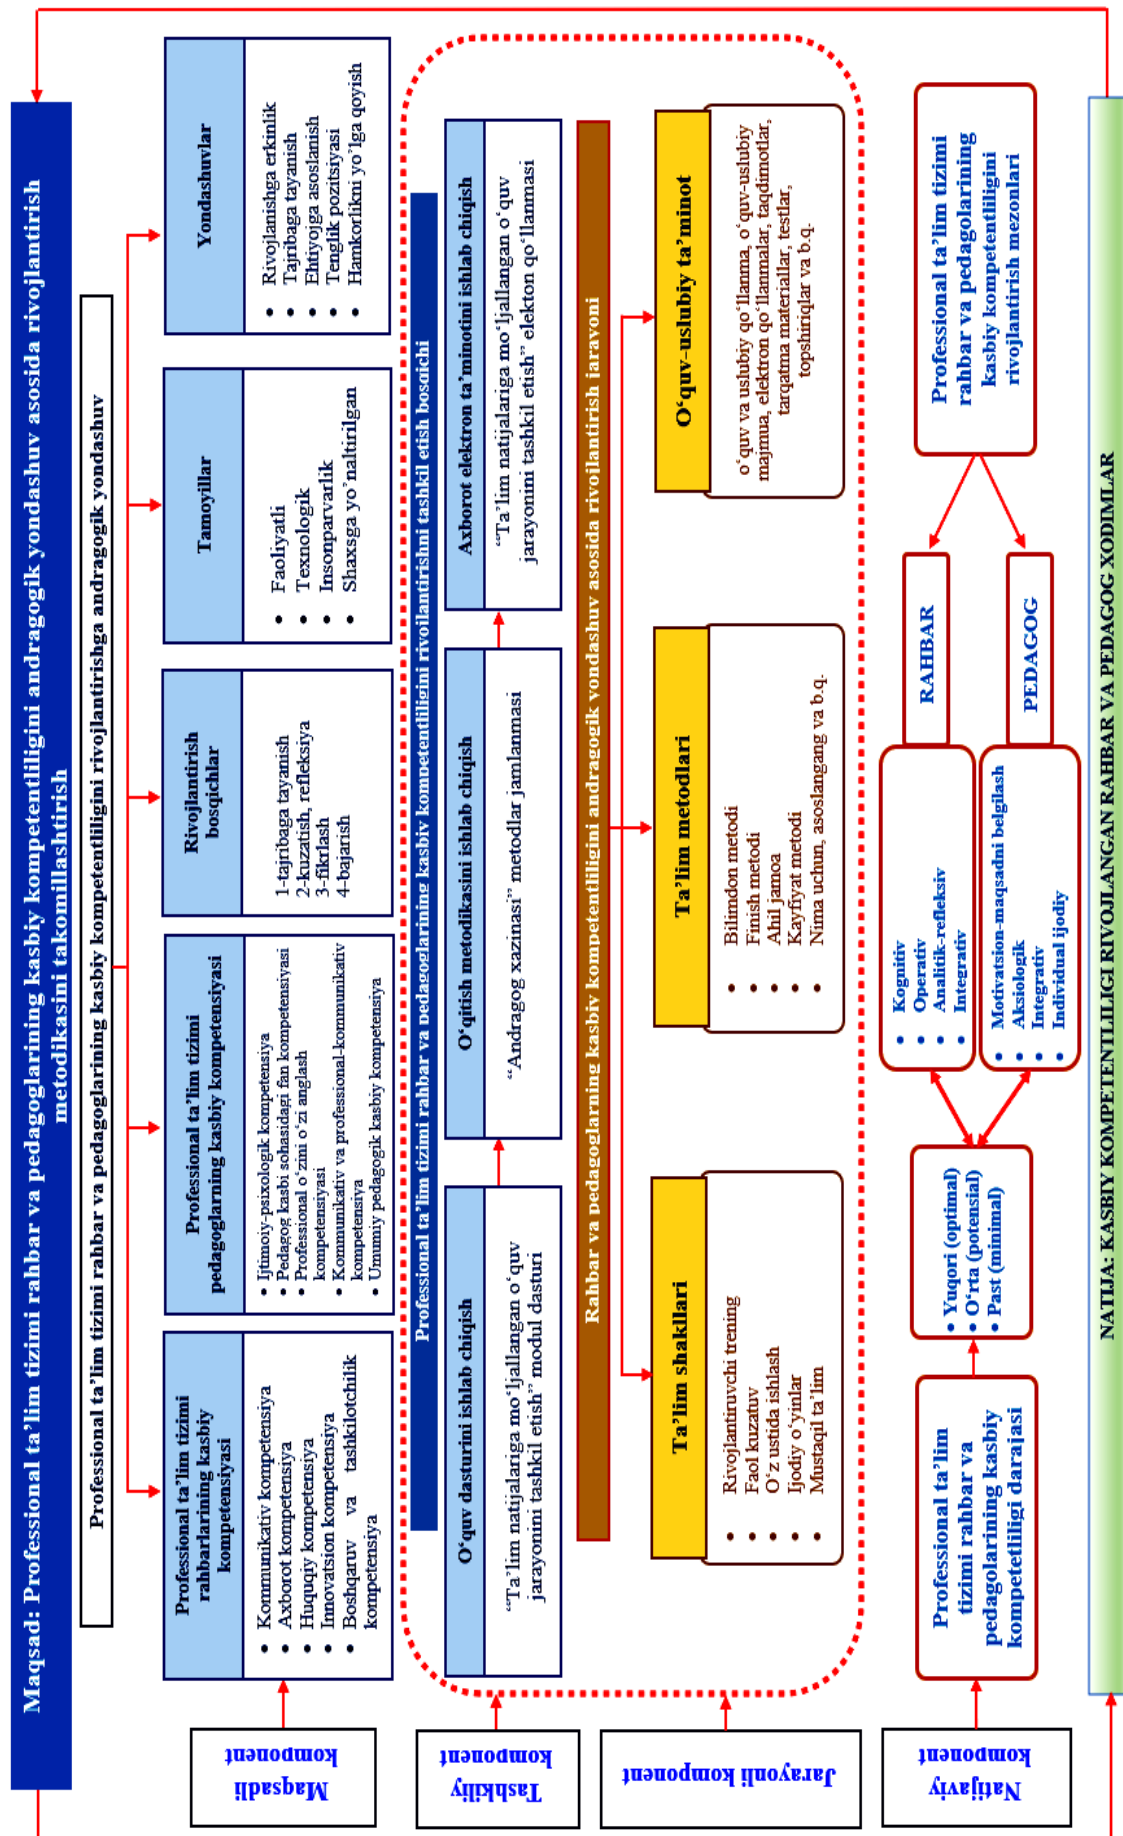 Maqsad: Professional ta’lim tizimi rahbar va pedagoglarining kasbiy kompetentliligini andragogik yondashuv asosida rivojlantirish
metodikasini takomillashtirish
Professional ta’lim tizimi rahbar va pedagoglarining kasbiy kompetentliligini rivojlantirishga andragogik yondashuv
Maqsadli
komponent
Professional ta’lim tizimi
rahbarlarining kasbiy
kompetensiyasi
• Kommunikativ kompetensiya
• Axborot kompetensiya
• Huquqiy kompetensiya
• Innovatsion kompetensiya
• Boshqaruv va tashkilotchilik
kompetensiya
Professional ta’lim tizimi
pedagoglarning kasbiy kompetensiyasi
• Ijtimoiy-psixologik kompetensiya
• Pedagog kasbi sohasidagi fan kompetensiyasi
• Professional o’zini o’zi anglash
kompetensiyasi
• Kommunikativ va professional-kommunikativ
kompetensiya
• Umumiy pedagogik kasbiy kompetensiya
Rivojlantirish
bosqichlar
1-tajribaga tayanish
2-kuzatish, refleksiya
3-fikrlash
4-bajarish
Tamoyillar
• Faoliyatli
• Texnologik
• Insonparvarlik
• Shaxsga yo’naltirilgan
Yondashuvlar
• Rivojlanishga erkinlik
• Tajribaga tayanish
• Ehtiyojga asoslanish
• Tenglik pozitsiyasi
• Hamkorlikni yo’lga qoyish
Tashkiliy
komponent
Professional ta’lim tizimi rahbar va pedagoglarining kasbiy kompetentliligini rivojlantirishni tashkil etish bosqichi
O‘quv dasturini ishlab chiqish
“Ta’lim natijalariga mo‘ljallangan o‘quv
jarayonini tashkil etish” modul dasturi
O‘qitish metodikasini ishlab chiqish
“Andragog xazinasi” metodlar jamlanmasi
Axborot elektron ta’minotini ishlab chiqish
“Ta’lim natijalariga mo‘ljallangan o‘quv
jarayonini tashkil etish” elekton qo‘llanmasi
Jarayonli komponent
Rahbar va pedagoglarning kasbiy kompetentliligini andragogik yondashuv asosida rivojlantirish jarayoni
Ta’lim shakllari
• Rivojlantiruvchi trening
• Faol kuzatuv
• O‘z ustida ishlash
• Ijodiy o‘yinlar
• Mustaqil ta’lim
Ta’lim metodlari
• Bilimdon metodi
• Finish metodi
• Ahil jamoa
• Kayfiyat metodi
• Nima uchun, asoslangang va b.q.
O‘quv-uslubiy ta’minot
o‘quv va uslubiy qo‘llanma, o‘quv-uslubiy
majmua, elektron qo‘llanmalar, taqdimotlar,
tarqatma materiallar, testlar,
topshiriqlar va b.q.
Natijaviy
komponent
Professional ta’lim
tizimi rahbar va
pedagolarining kasbiy
kompetetliligi darajasi
• Yuqori (optimal)
• O‘rta (potensial)
• Past (minimal)
• Kognitiv
• Operativ
• Analitik-refleksiv
• Integrativ
• Motivatsion-maqsadni belgilash
• Aksiologik
• Integrativ
• Individual ijodiy
RAHBAR
PEDAGOG
Professional ta’lim tizimi
rahbar va pedagolarining
kasbiy kompetentliligini
rivojlantirish mezonlari
NATIJA: KASBIY KOMPETENTLILIGI RIVOJLANGAN RAHBAR VA PEDAGOG XODIMLAR